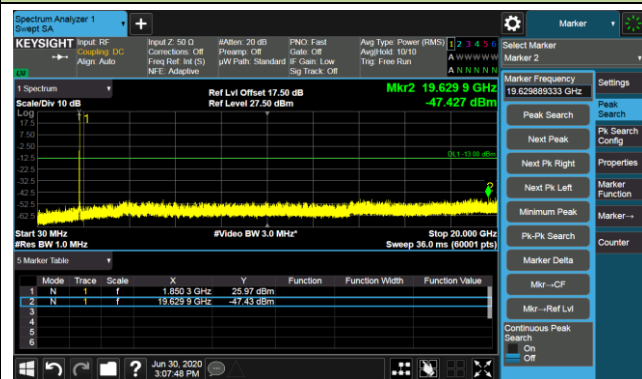 Spectrum Analyzer 1
Swept SA
Marker
KEYSIGHT
Input: RF
Coupling: DC
Align: Auto
Input Z: 50 Ω
Corrections: Off
Freq Ref: Int (S)
NFE: Adaptive
#Atten: 20 dB
Preamp: Off
µW Path: Standard
PNO: Fast
Gate: Off
IF Gain: Low
Sig Track: Off
Avg Type: Power (RMS)
Avg|Hold: 10/10
Trig: Free Run
1 2 3 4 5 6
A W W W W W
A N N N N N
Select Marker
Marker 2
1 Spectrum
Scale/Div 10 dB
Log
Ref Lvl Offset 17.50 dB
Ref Level 27.50 dBm
Mkr2 19.629 9 GHz
-47.427 dBm
17.5
7.50
-2.50
-12.5
-22.5
-32.5
-42.5
-52.5
-62.5
1
DL1 -13.00 dBm
2
Start 30 MHz
#Res BW 1.0 MHz
#Video BW 3.0 MHz*
Stop 20.000 GHz
Sweep 36.0 ms (60001 pts)
5 Marker Table
Mode Trace Scale X Y Function Function Width Function Value
1 N 1 f 1.850 3 GHz 25.97 dBm
2 N 1 f 19.629 9 GHz -47.43 dBm
3
4
5
6
Marker Frequency
19.629889333 GHz
Peak Search
Next Peak
Next Pk Right
Next Pk Left
Minimum Peak
Pk-Pk Search
Marker Delta
Mkr→CF
Mkr→Ref Lvl
Continuous Peak
Search
On
Off
Settings
Peak
Search
Pk Search
Config
Properties
Marker
Function
Marker→
Counter
?
Jun 30, 2020
3:07:48 PM